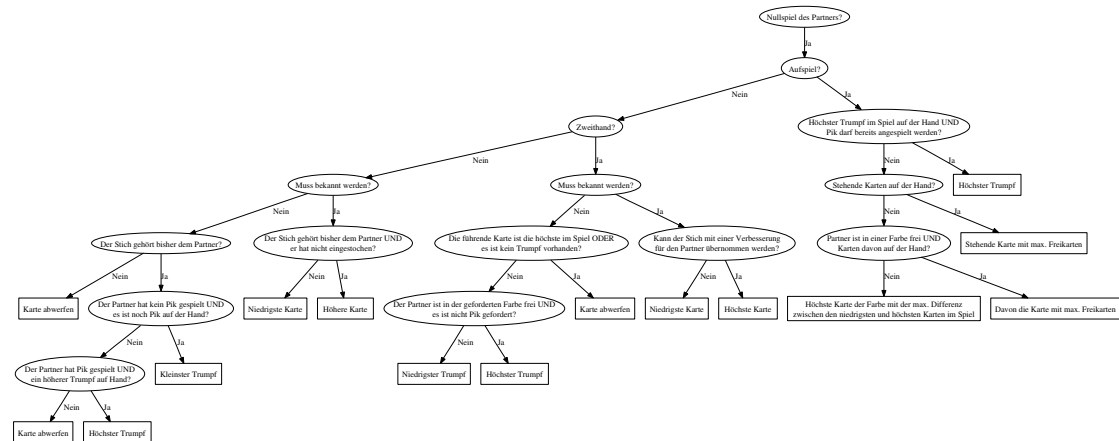 Nullspiel des Partners?
Ja
Aufspiel?
Nein
Ja
Zweithand?
Höchster Trumpf im Spiel auf der Hand UND
Pik darf bereits angespielt werden?
Nein
Ja
Nein
Ja
Muss bekannt werden?
Muss bekannt werden?
Stehende Karten auf der Hand?
Höchster Trumpf
Nein
Ja
Nein
Ja
Nein
Ja
Der Stich gehört bisher dem Partner?
Der Stich gehört bisher dem Partner UND
er hat nicht eingestochen?
Die führende Karte ist die höchste im Spiel ODER
es ist kein Trumpf vorhanden?
Kann der Stich mit einer Verbesserung
für den Partner übernommen werden?
Partner ist in einer Farbe frei UND
Karten davon auf der Hand?
Stehende Karte mit max. Freikarten
Nein
Ja
Nein
Ja
Nein
Ja
Nein
Ja
Nein
Ja
Karte abwerfen
Der Partner hat kein Pik gespielt UND
es ist noch Pik auf der Hand?
Niedrigste Karte
Höhere Karte
Der Partner ist in der geforderten Farbe frei UND
es ist nicht Pik gefordert?
Karte abwerfen
Niedrigste Karte
Höchste Karte
Höchste Karte der Farbe mit der max. Differenz
zwischen den niedrigsten und höchsten Karten im Spiel
Davon die Karte mit max. Freikarten
Nein
Ja
Nein
Ja
Der Partner hat Pik gespielt UND
ein höherer Trumpf auf Hand?
Kleinster Trumpf
Niedrigster Trumpf
Höchster Trumpf
Nein
Ja
Karte abwerfen
Höchster Trumpf